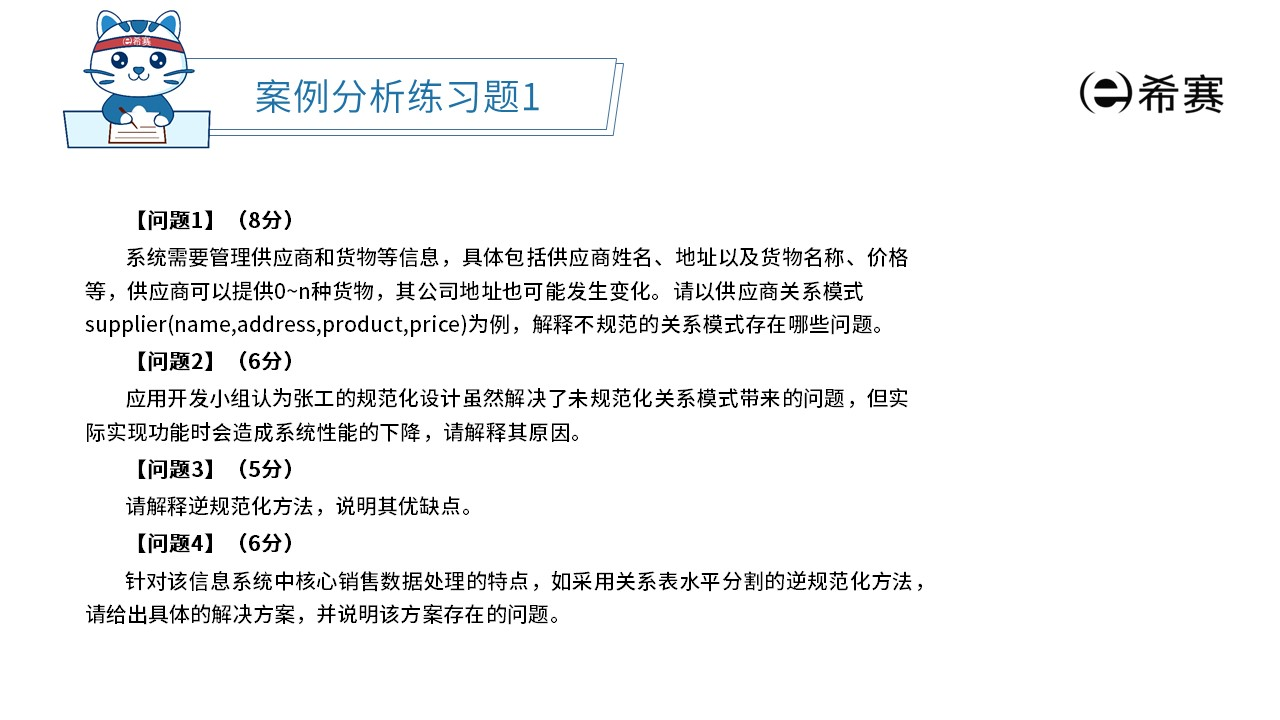 案例分析练习题1
希赛
希赛
【问题1】（8分）
系统需要管理供应商和货物等信息，具体包括供应商姓名、地址以及货物名称、价格
等，供应商可以提供0~n种货物，其公司地址也可能发生变化。请以供应商关系模式
supplier(name,address,product,price)为例，解释不规范的关系模式存在哪些问题。
【问题2】（6分）
应用开发小组认为张工的规范化设计虽然解决了未规范化关系模式带来的问题，但实
际实现功能时会造成系统性能的下降，请解释其原因。
【问题3】（5分）
请解释逆规范化方法，说明其优缺点。
【问题4】（6分）
针对该信息系统中核心销售数据处理的特点，如采用关系表水平分割的逆规范化方法，
请给出具体的解决方案，并说明该方案存在的问题。